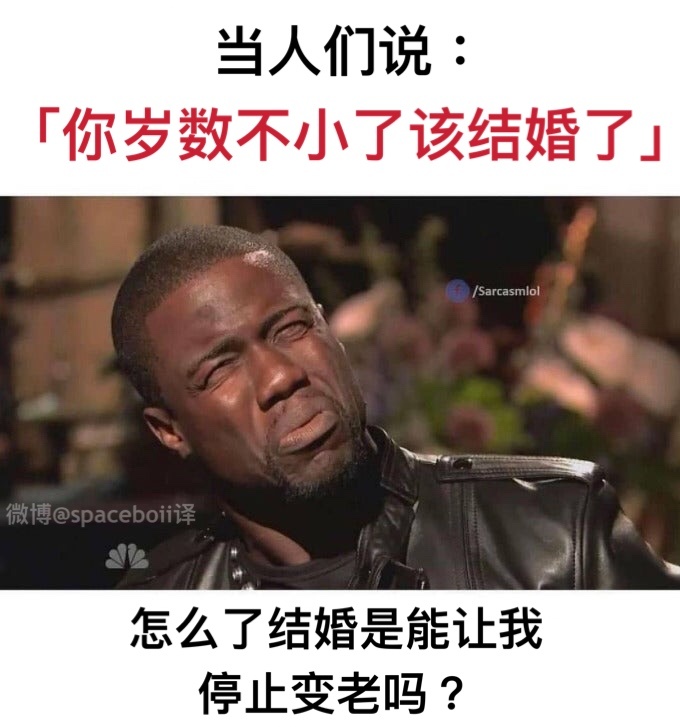 当人们说：
「你岁数不小了该结婚了」
/Sarcasmlol
微博@spaceboii译
怎么了结婚是能让我
停止变老吗？